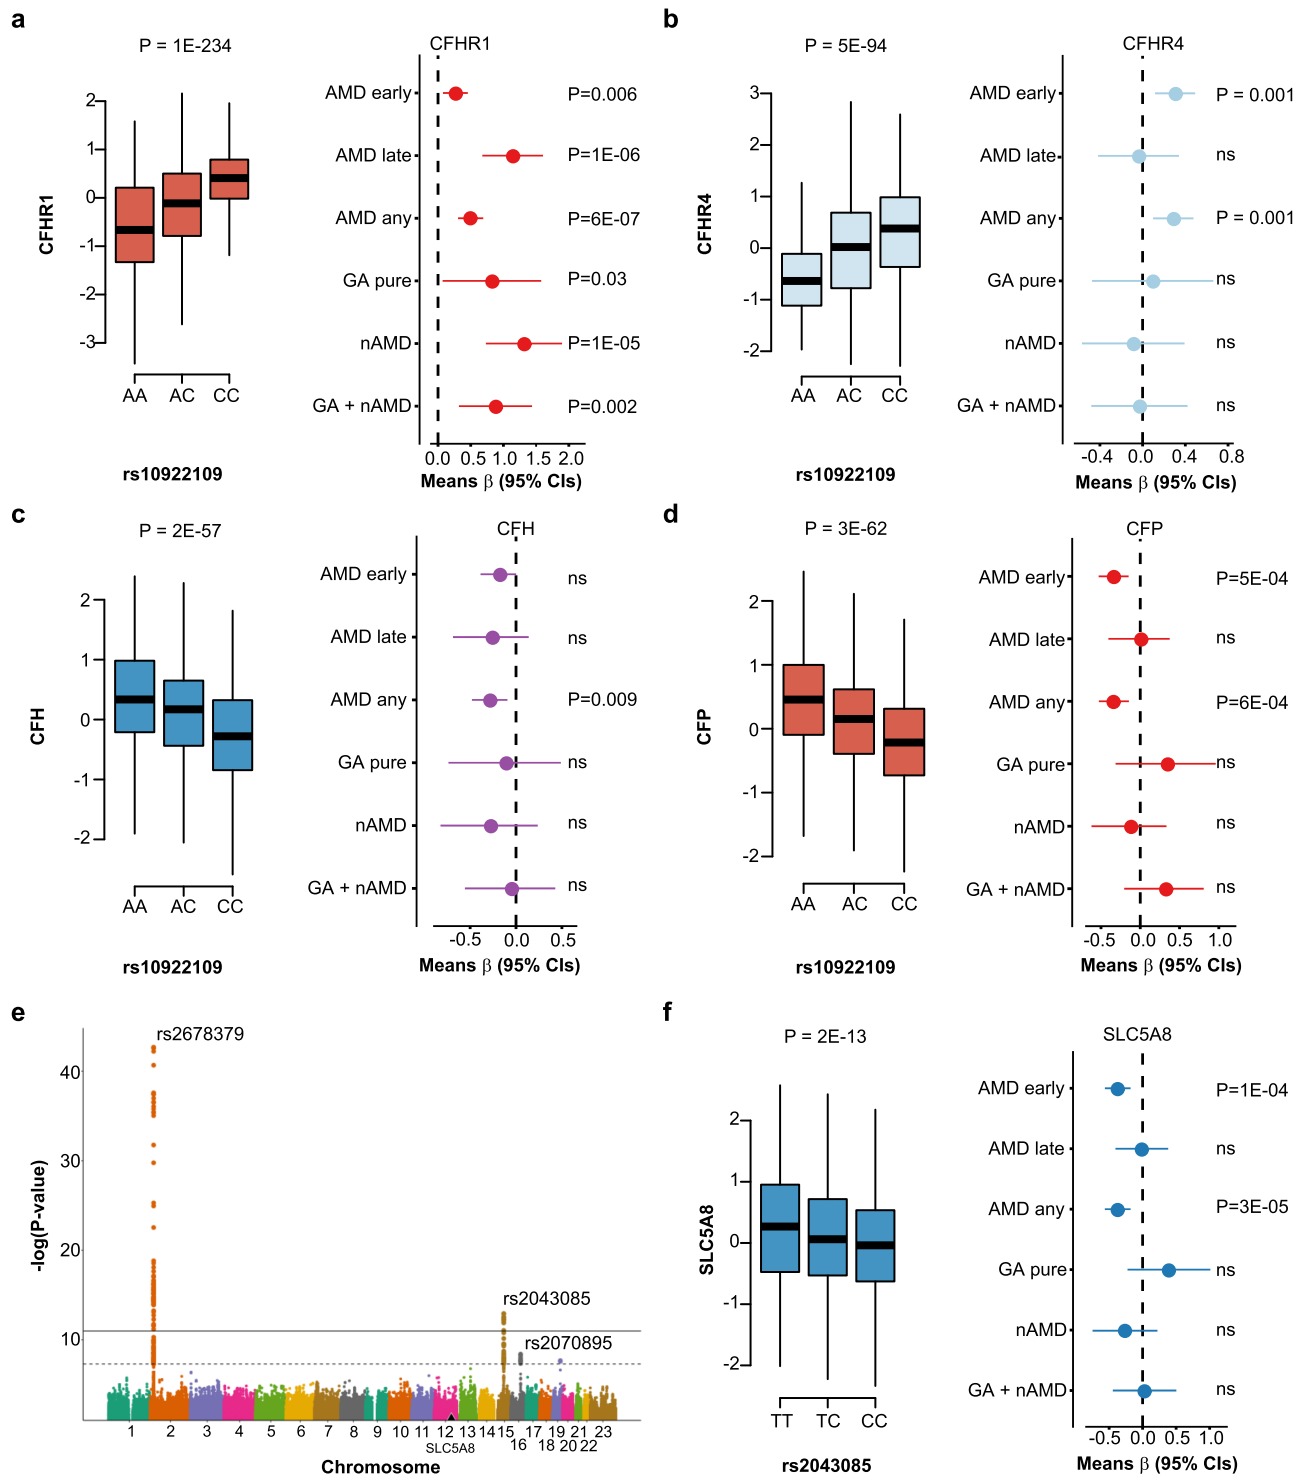 a
P = 1E-234
CFHR1
2
1
0
-1
-2
-3
CFHR1
AA AC CC
rs10922109
AMD early P=0.006
AMD late P=1E-06
AMD any P=6E-07
GA pure P=0.03
nAMD P=1E-05
GA + nAMD P=0.002
0.0 0.5 1.0 1.5 2.0
Means β (95% CIs)
b
P = 5E-94
CFHR4
3
2
1
0
-1
-2
CFHR4
AA AC CC
rs10922109
AMD early P = 0.001
AMD late ns
AMD any P = 0.001
GA pure ns
nAMD ns
GA + nAMD ns
-0.4 0.0 0.4 0.8
Means β (95% CIs)
c
P = 2E-57
CFH
2
1
0
-1
-2
CFH
AA AC CC
rs10922109
AMD early ns
AMD late ns
AMD any P=0.009
GA pure ns
nAMD ns
GA + nAMD ns
-0.5 0.0 0.5
Means β (95% CIs)
d
P = 3E-62
CFP
2
1
0
-1
-2
CFP
AA AC CC
rs10922109
AMD early P=5E-04
AMD late ns
AMD any P=6E-04
GA pure ns
nAMD ns
GA + nAMD ns
-0.5 0.0 0.5 1.0
Means β (95% CIs)
e
rs2678379
40
30
20
10
-log(P-value)
rs2043085
rs2070895
1 2 3 4 5 6 7 8 9 10 11 12 13 14 15 16 17 18 19 20 21 22 23
SLC5A8
Chromosome
f
P = 2E-13
SLC5A8
2
1
0
-1
-2
SLC5A8
TT TC CC
rs2043085
AMD early P=1E-04
AMD late ns
AMD any P=3E-05
GA pure ns
nAMD ns
GA + nAMD ns
-0.5 0.0 0.5 1.0
Means β (95% CIs)